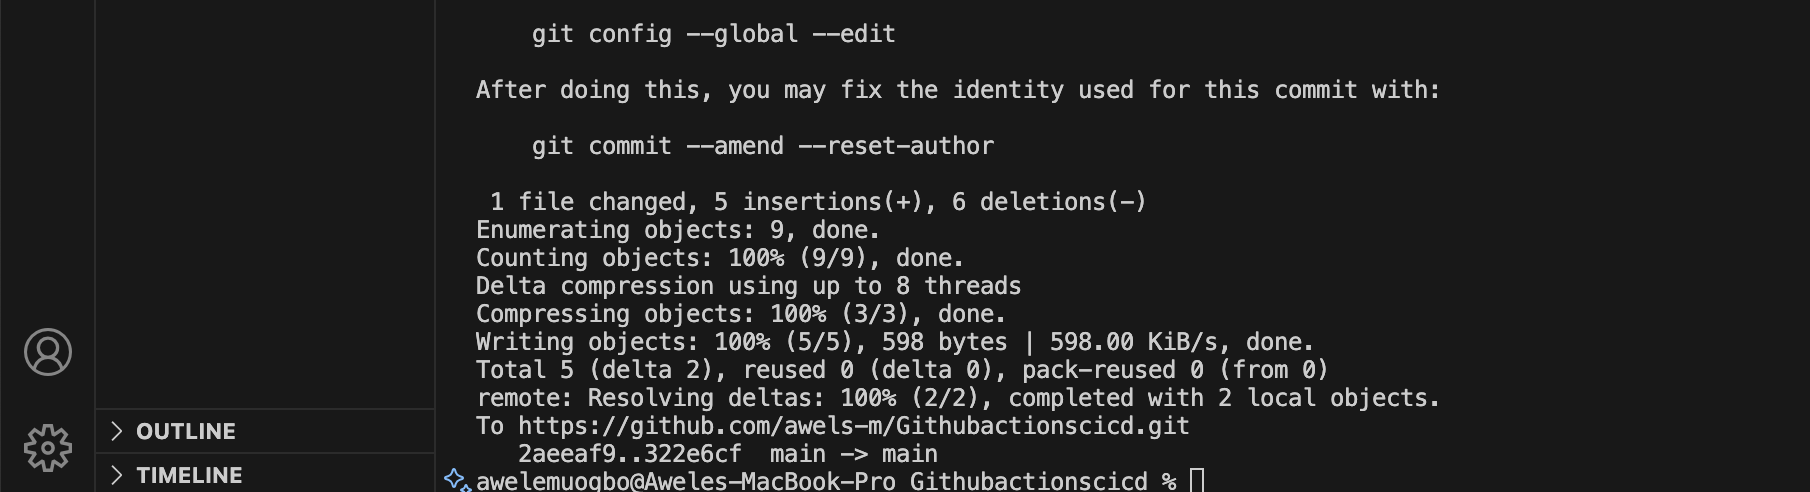 git config --global --edit
After doing this, you may fix the identity used for this commit with:
git commit --amend --reset-author
1 file changed, 5 insertions(+), 6 deletions(-)
Enumerating objects: 9, done.
Counting objects: 100% (9/9), done.
Delta compression using up to 8 threads
Compressing objects: 100% (3/3), done.
Writing objects: 100% (5/5), 598 bytes | 598.00 KiB/s, done.
Total 5 (delta 2), reused 0 (delta 0), pack-reused 0 (from 0)
remote: Resolving deltas: 100% (2/2), completed with 2 local objects.
To https://github.com/awels-m/Githubactionscicd.git
2aeeaf9..322e6cf  main -> main
awelemuogbo@Aweles-MacBook-Pro Githubactionscicd %
OUTLINE
TIMELINE